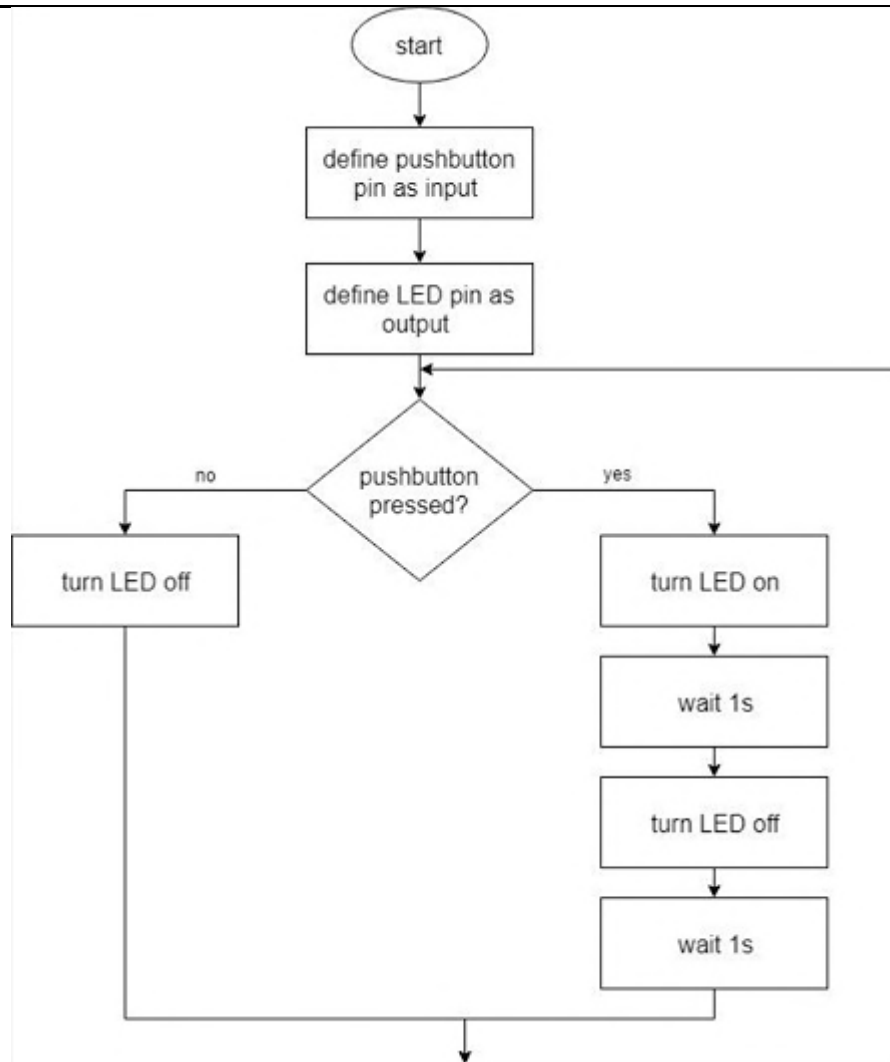 start
define pushbutton
pin as input
define LED pin as
output
pushbutton
pressed?
no
yes
turn LED off
turn LED on
wait 1s
turn LED off
wait 1s